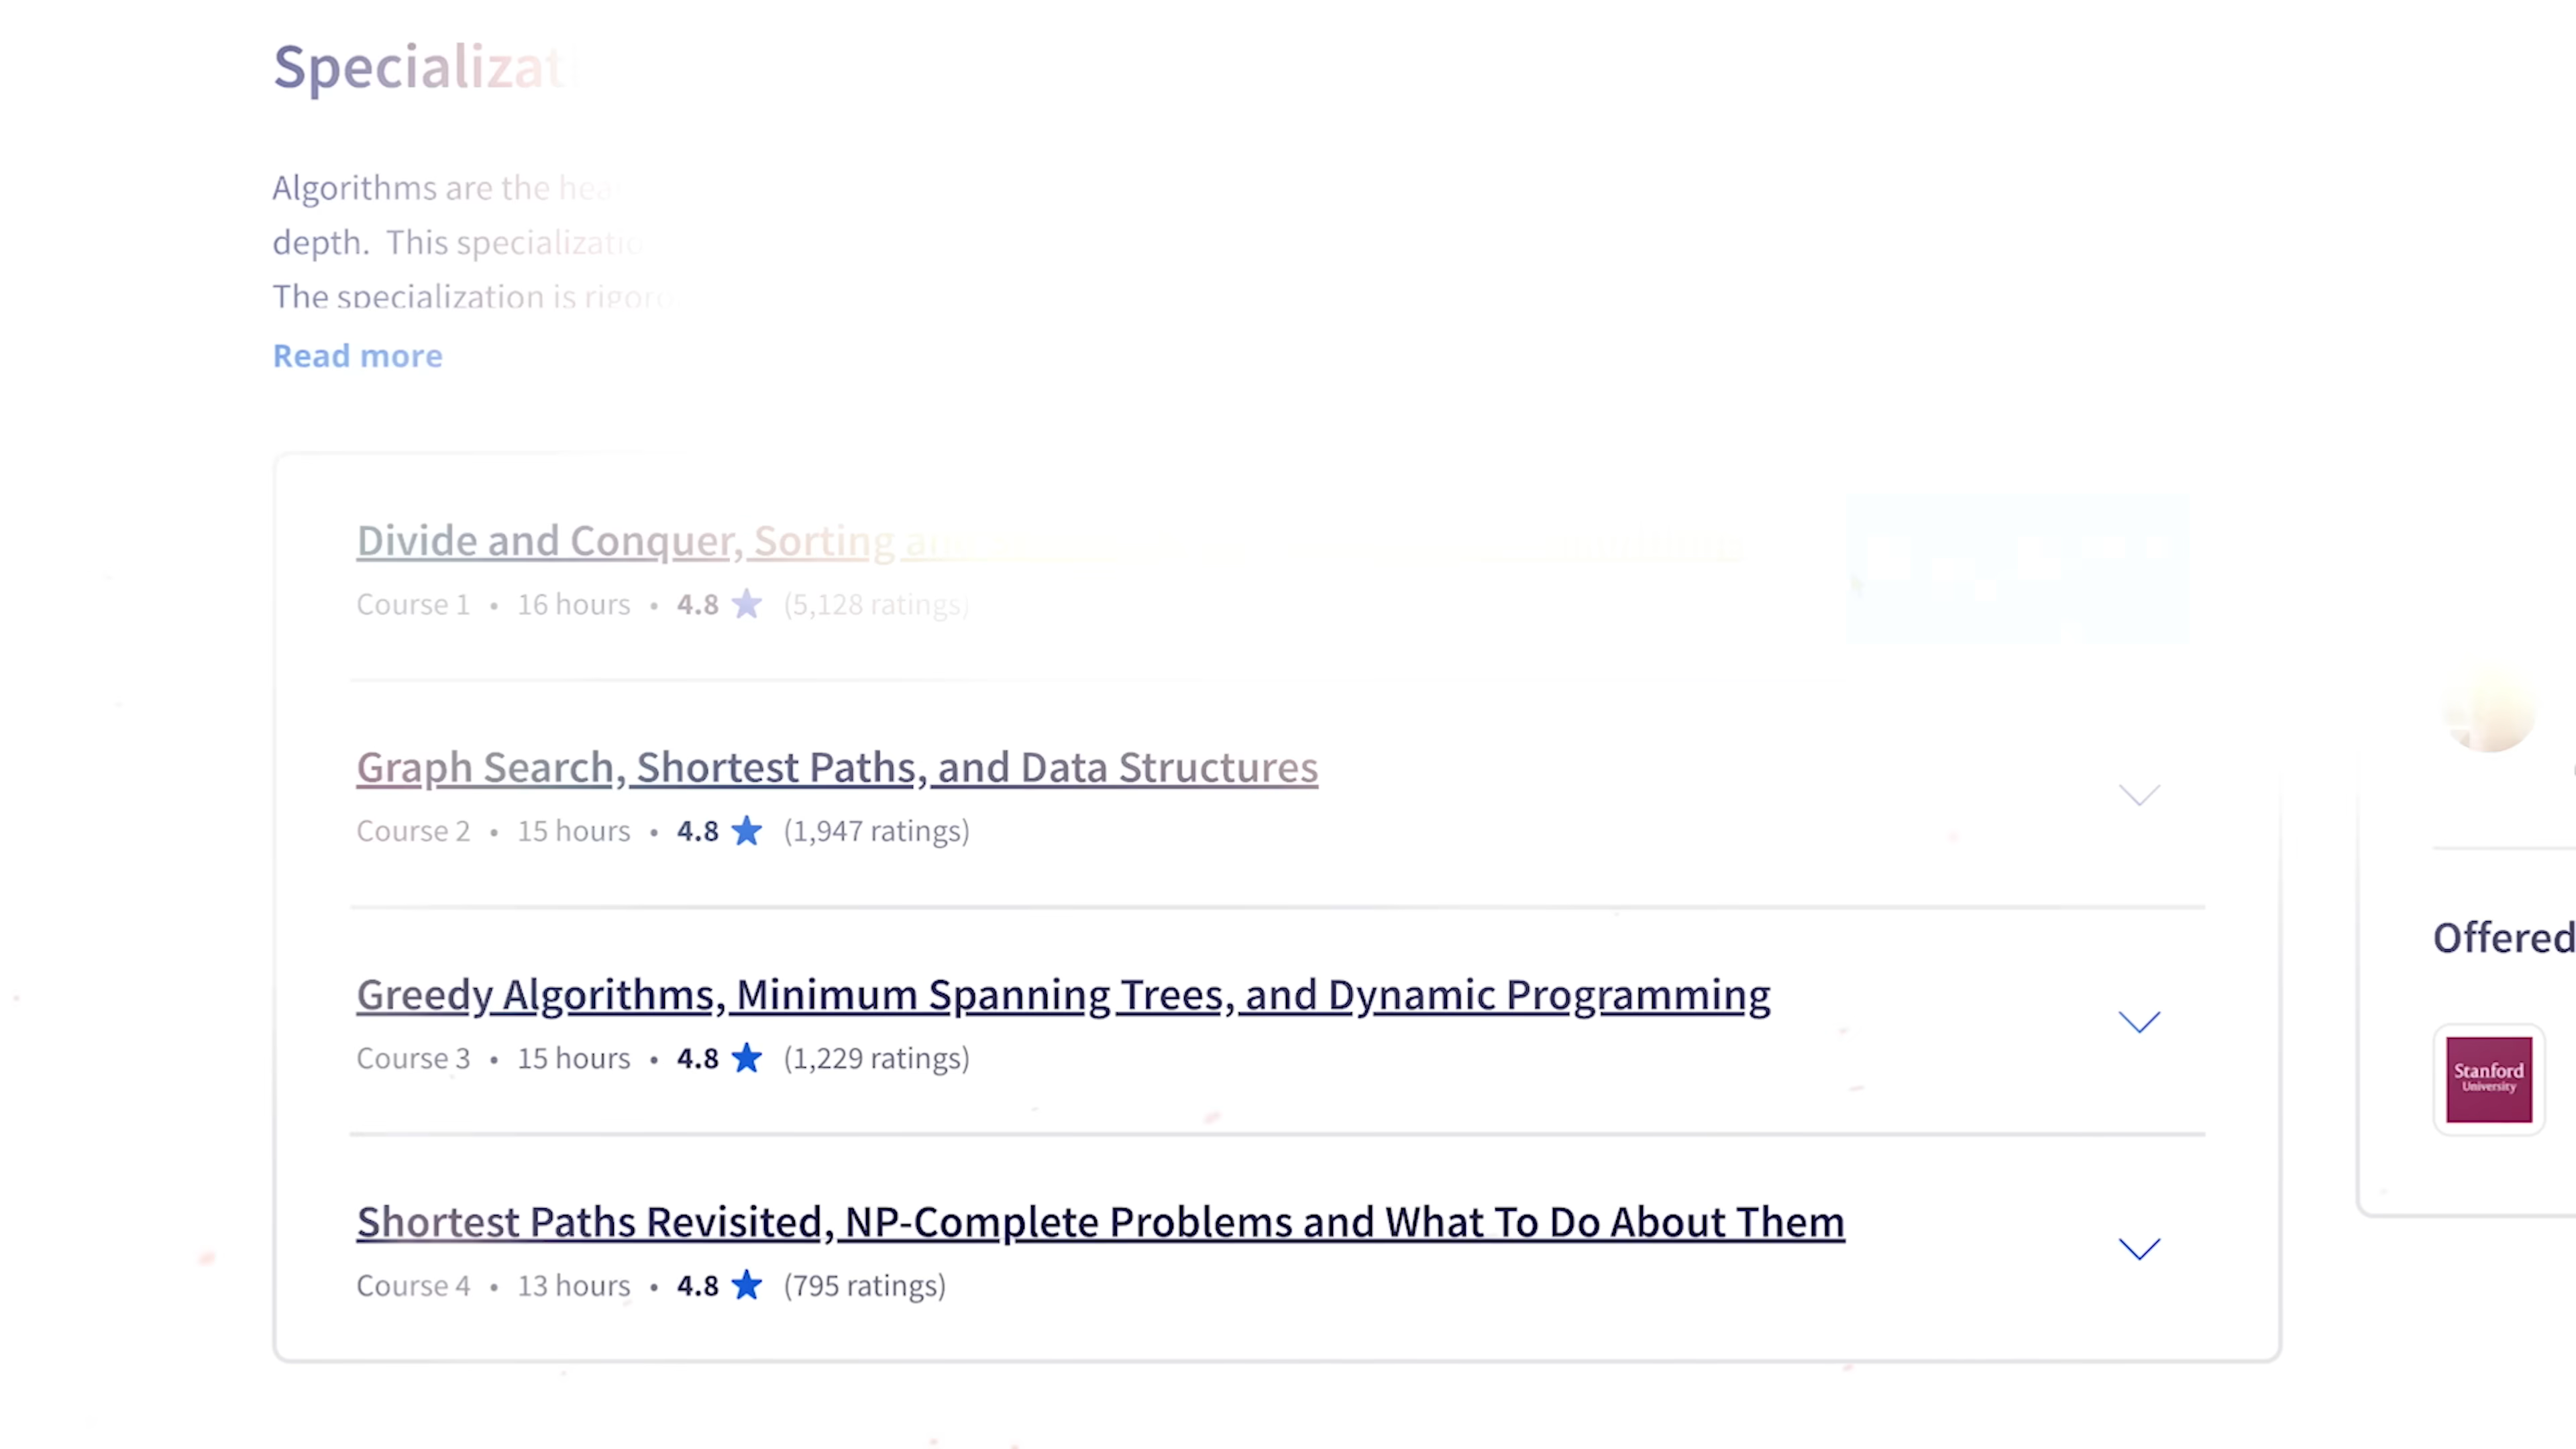 Algorithms are the
depth. This
The specialization is
Read more
Divide and Conquer, Sorting
Course 1 • 16 hours • 4.8 ★ (5,128 ratings)
Graph Search, Shortest Paths, and Data Structures
Course 2 • 15 hours • 4.8 ★ (1,947 ratings)
Greedy Algorithms, Minimum Spanning Trees, and Dynamic Programming
Course 3 • 15 hours • 4.8 ★ (1,229 ratings)
Shortest Paths Revisited, NP-Complete Problems and What To Do About Them
Course 4 • 13 hours • 4.8 ★ (795 ratings)
Offered
Stanford
University